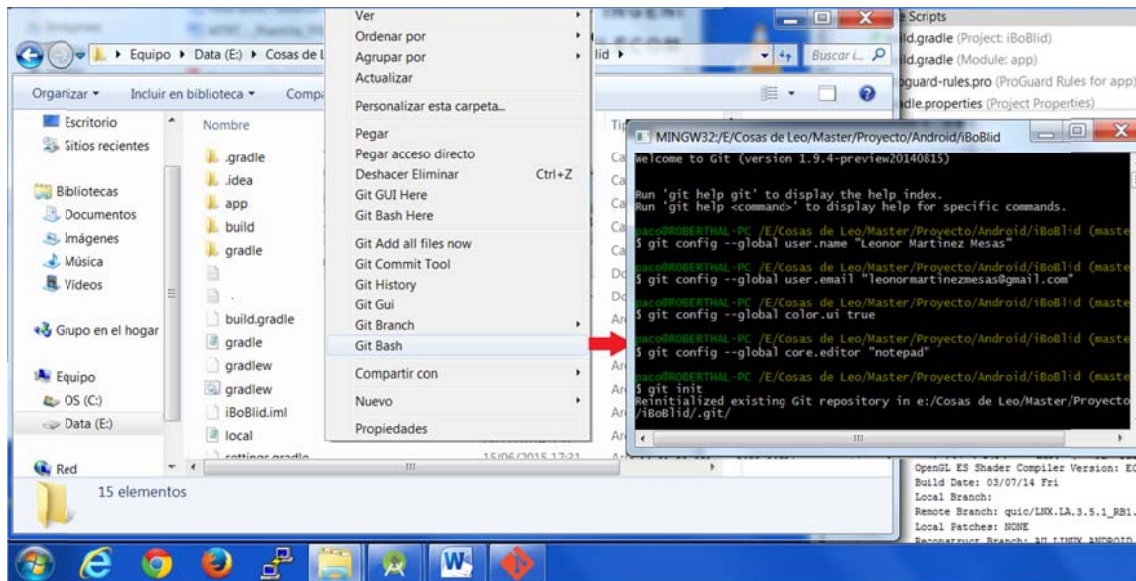 Equipo ▸ Data (E:) ▸ Cosas de L
lid ▸
Buscar i...
Organizar
Incluir en biblioteca
Compa
Escritorio
Sitios recientes
Bibliotecas
Documentos
Imágenes
Música
Vídeos
Grupo en el hogar
Equipo
OS (C:)
Data (E:)
Red
Nombre
.gradle
.idea
app
build
gradle
.
build.gradle
gradle
gradlew
gradlew
iBoBlid.iml
local
settings.gradle
15/06/2015 17:31
15 elementos
Ver
Ordenar por
Agrupar por
Actualizar
Personalizar esta carpeta...
Pegar
Pegar acceso directo
Deshacer Eliminar Ctrl+Z
Git GUI Here
Git Bash Here
Git Add all files now
Git Commit Tool
Git History
Git Gui
Git Branch
Git Bash
Compartir con
Nuevo
Propiedades
e Scripts
ild.gradle (Project: iBoBlid)
ild.gradle (Module: app)
oguard-rules.pro (ProGuard Rules for app)
adle.properties (Project Properties)
MINGW32:/E/Cosas de Leo/Master/Proyecto/Android/iBoBlid
Welcome to Git (version 1.9.4-preview20140815)
Run 'git help git' to display the help index.
Run 'git help <command>' to display help for specific commands.
paco@ROBERTHAL-PC /E/Cosas de Leo/Master/Proyecto/Android/iBoBlid (maste
$ git config --global user.name "Leonor Martinez Mesas"
paco@ROBERTHAL-PC /E/Cosas de Leo/Master/Proyecto/Android/iBoBlid (maste
$ git config --global user.email "leonormartinezmesas@gmail.com"
paco@ROBERTHAL-PC /E/Cosas de Leo/Master/Proyecto/Android/iBoBlid (maste
$ git config --global color.ui true
paco@ROBERTHAL-PC /E/Cosas de Leo/Master/Proyecto/Android/iBoBlid (maste
$ git config --global core.editor "notepad"
paco@ROBERTHAL-PC /E/Cosas de Leo/Master/Proyecto/Android/iBoBlid (maste
$ git init
Reinitialized existing Git repository in e:/Cosas de Leo/Master/Proyecto
/iBoBlid/.git/
OpenGL ES Shader Compiler Version: EC
Build Date: 03/07/14 Fri
Local Branch:
Remote Branch: quic/LNX.LA.3.5.1_RB1.
Local Patches: NONE
Reconstruct Branch: AU_LINUX_ANDROID